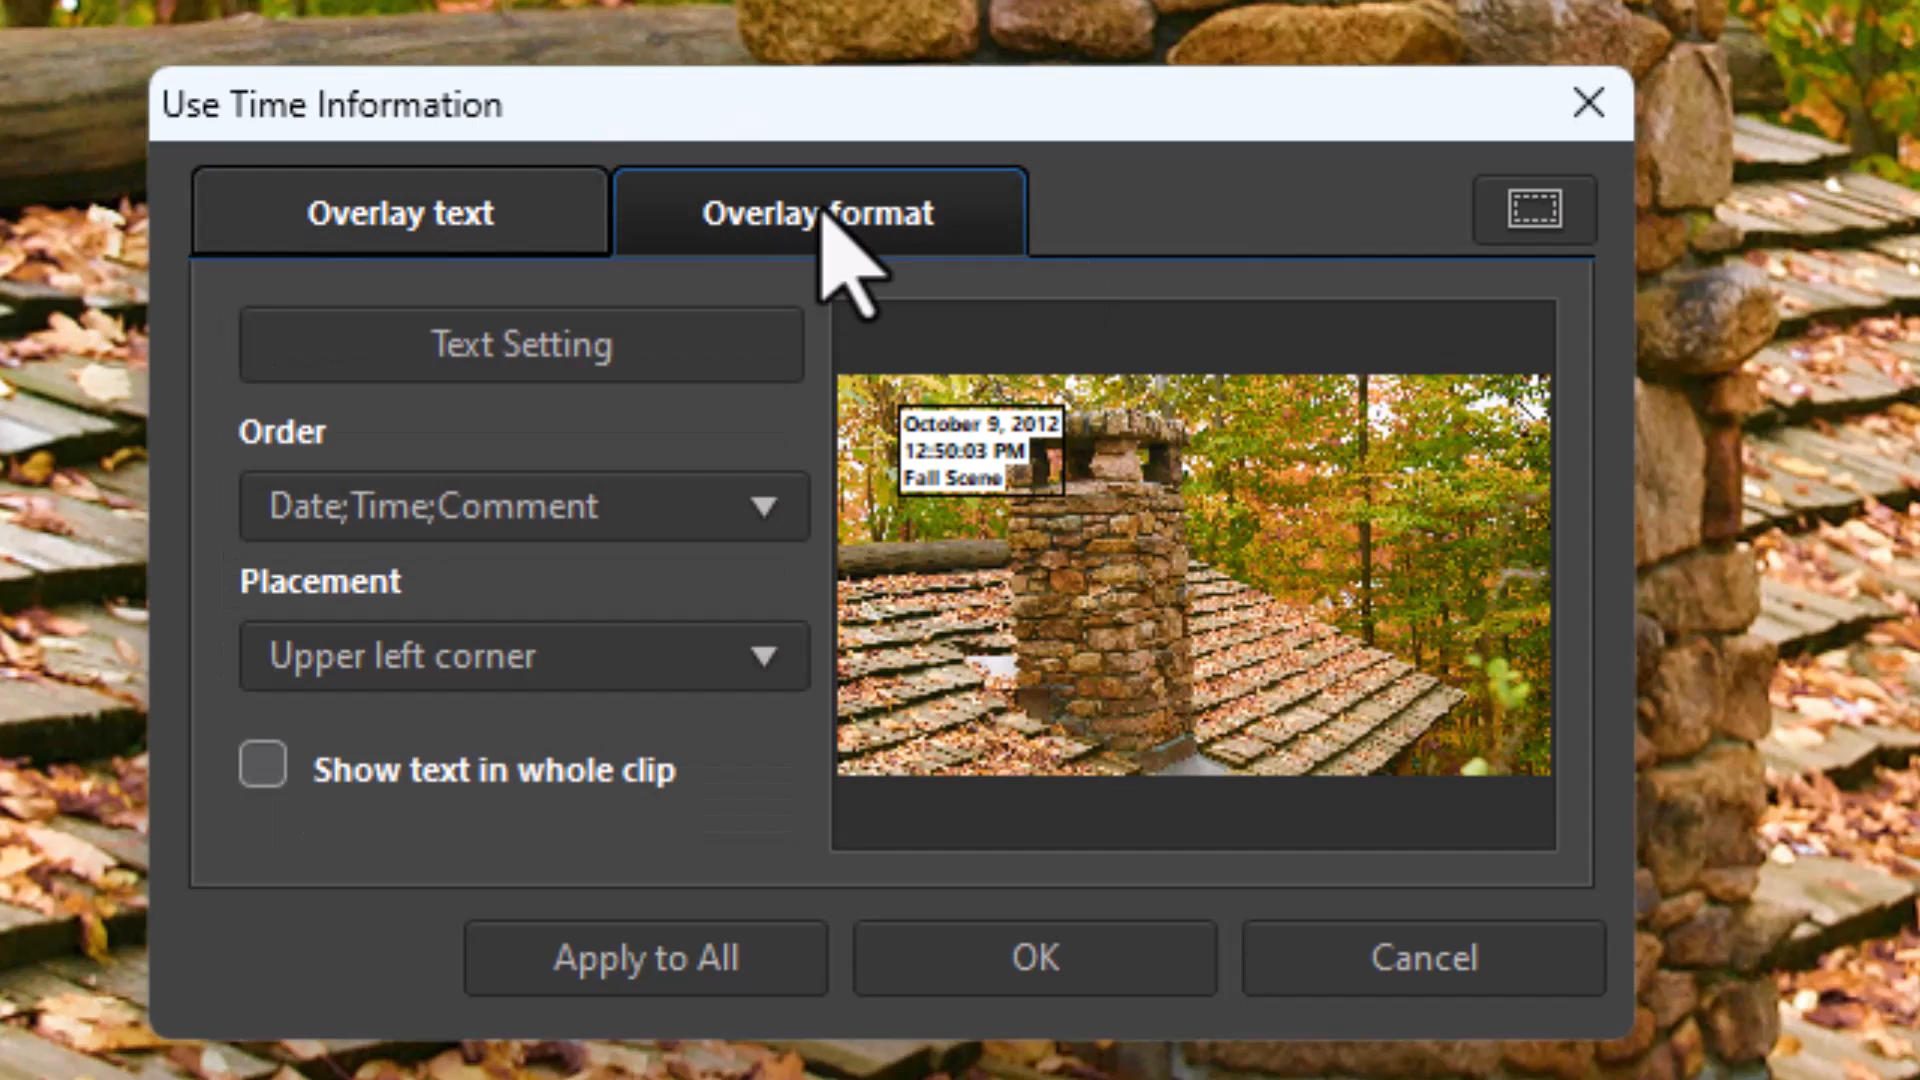 Use Time Information
Overlay text
Overlay format
Text Setting
Order
Date;Time;Comment
Placement
Upper left corner
Show text in whole clip
October 9, 2012
12:50:03 PM
Fall Scene
Apply to All
OK
Cancel